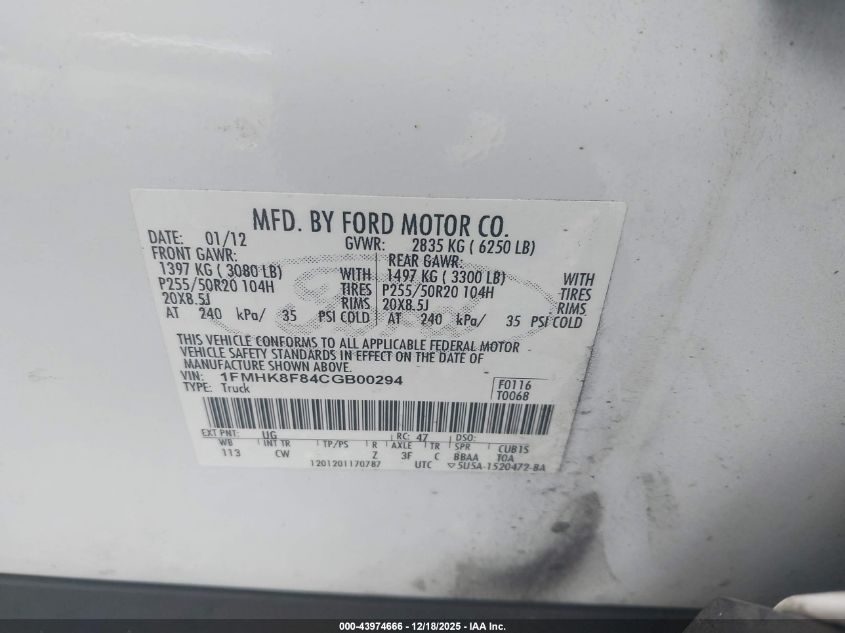 MFD. BY FORD MOTOR CO.
DATE: 01/12 GVWR: 2835 KG ( 6250 LB)
FRONT GAWR: REAR GAWR:
1397 KG ( 3080 LB) WITH 1497 KG ( 3300 LB) WITH
P255/50R20 104H TIRES P255/50R20 104H TIRES
20X8.5J RIMS 20X8.5J RIMS
AT 240 kPa/ 35 PSI COLD AT 240 kPa/ 35 PSI COLD
THIS VEHICLE CONFORMS TO ALL APPLICABLE FEDERAL MOTOR
VEHICLE SAFETY STANDARDS IN EFFECT ON THE DATE OF
MANUFACTURE SHOWN ABOVE.
VIN: 1FMHK8F84CGB00294 F0116
TYPE: Truck T0068
EXT PNT: UG RC: 47 DSO:
WB INT TR TP/PS R AXLE TR SPR CUB1S
113 CW Z 3F C BBAA TOA
1201201170787 UTC ▽5U5A-1520472-BA
000-43974666 - 12/18/2025 - IAA Inc.